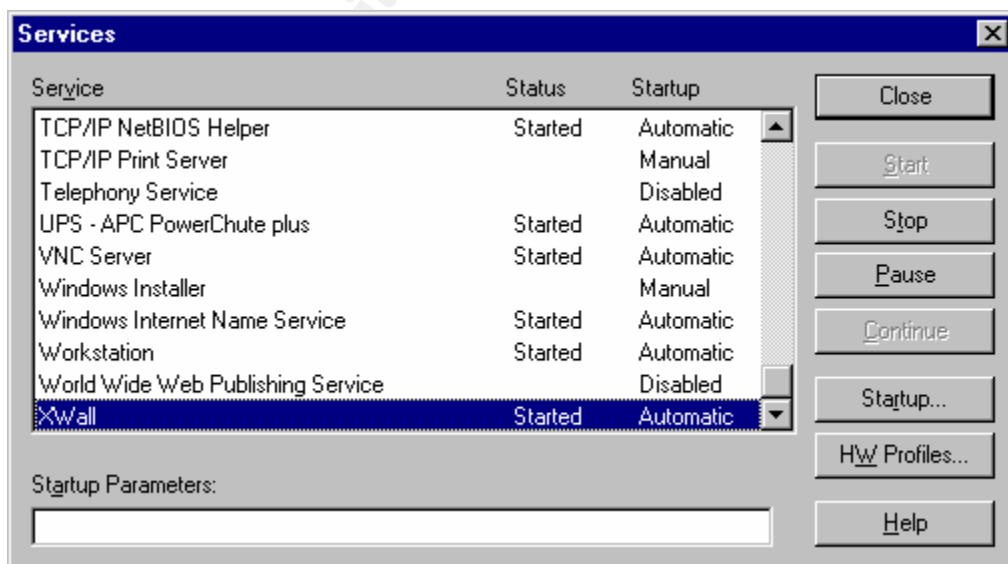 Services
Service Status Startup
TCP/IP NetBIOS Helper Started Automatic
TCP/IP Print Server Manual
Telephony Service Disabled
UPS - APC PowerChute plus Started Automatic
VNC Server Started Automatic
Windows Installer Manual
Windows Internet Name Service Started Automatic
Workstation Started Automatic
World Wide Web Publishing Service Disabled
XWall Started Automatic
Startup Parameters:
Close
Start
Stop
Pause
Continue
Startup...
HW Profiles...
Help